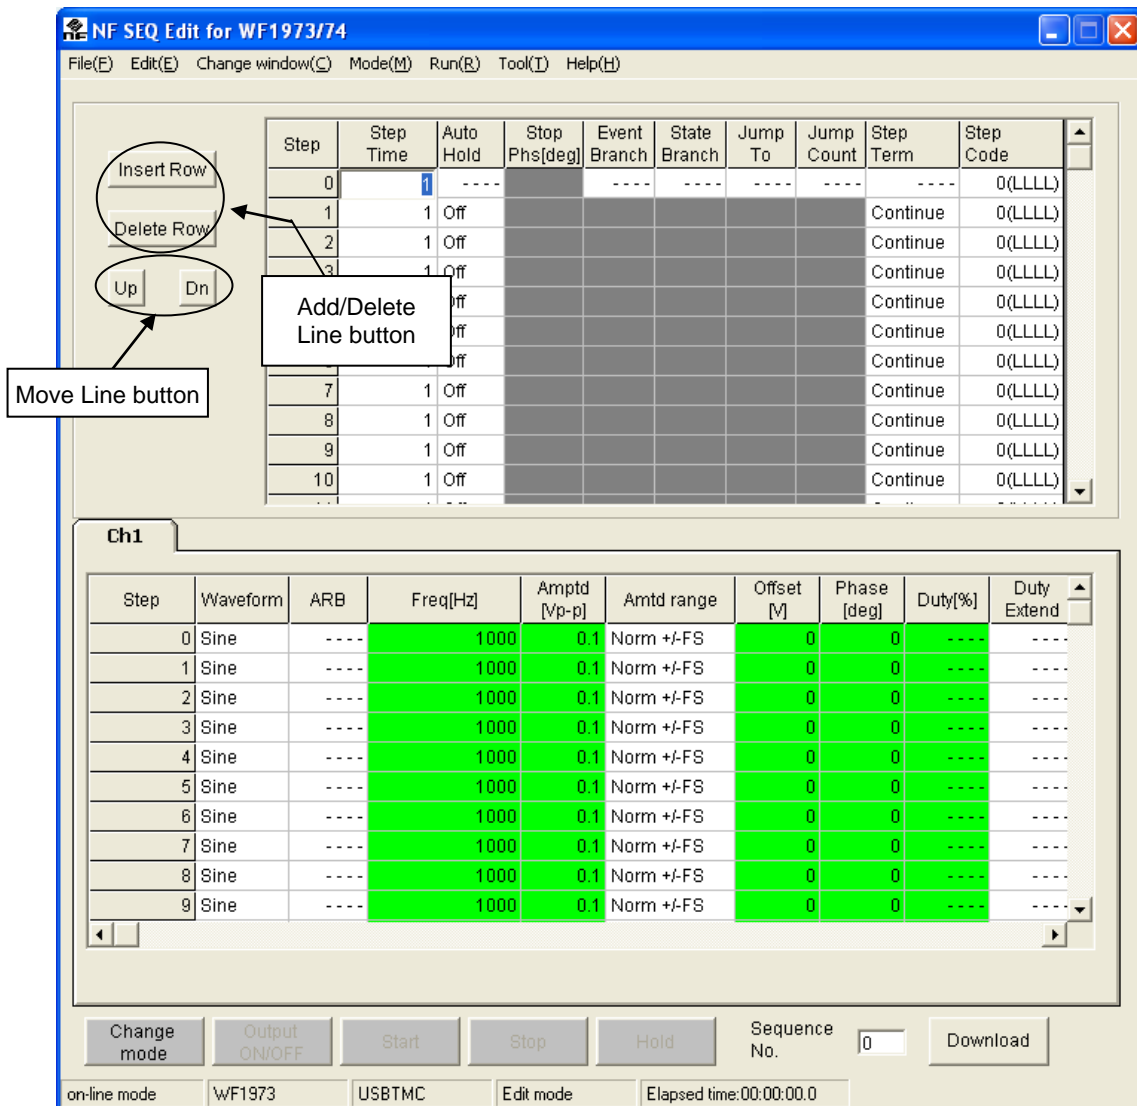 NF SEQ Edit for WF1973/74
File(F) Edit(E) Change window(C) Mode(M) Run(R) Tool(T) Help(H)
Insert Row
Delete Row
Up Dn
Add/Delete
Line button
Move Line button
Step Step Time Auto Hold Stop Phs[deg] Event Branch State Branch Jump To Jump Count Step Term Step Code
0 1 ---- ---- ---- ---- ---- ---- 0(LLLL)
1 1 Off Continue 0(LLLL)
2 1 Off Continue 0(LLLL)
3 1 Off Continue 0(LLLL)
Off Continue 0(LLLL)
Off Continue 0(LLLL)
Off Continue 0(LLLL)
7 1 Off Continue 0(LLLL)
8 1 Off Continue 0(LLLL)
9 1 Off Continue 0(LLLL)
10 1 Off Continue 0(LLLL)
Ch1
Step Waveform ARB Freq[Hz] Amptd [Vp-p] Amtd range Offset [V] Phase [deg] Duty[%] Duty Extend
0 Sine ---- 1000 0.1 Norm +/-FS 0 0 ---- ----
1 Sine ---- 1000 0.1 Norm +/-FS 0 0 ---- ----
2 Sine ---- 1000 0.1 Norm +/-FS 0 0 ---- ----
3 Sine ---- 1000 0.1 Norm +/-FS 0 0 ---- ----
4 Sine ---- 1000 0.1 Norm +/-FS 0 0 ---- ----
5 Sine ---- 1000 0.1 Norm +/-FS 0 0 ---- ----
6 Sine ---- 1000 0.1 Norm +/-FS 0 0 ---- ----
7 Sine ---- 1000 0.1 Norm +/-FS 0 0 ---- ----
8 Sine ---- 1000 0.1 Norm +/-FS 0 0 ---- ----
9 Sine ---- 1000 0.1 Norm +/-FS 0 0 ---- ----
Change mode Output ON/OFF Start Stop Hold Sequence No. 0 Download
on-line mode WF1973 USBTMC Edit mode Elapsed time:00:00:00.0